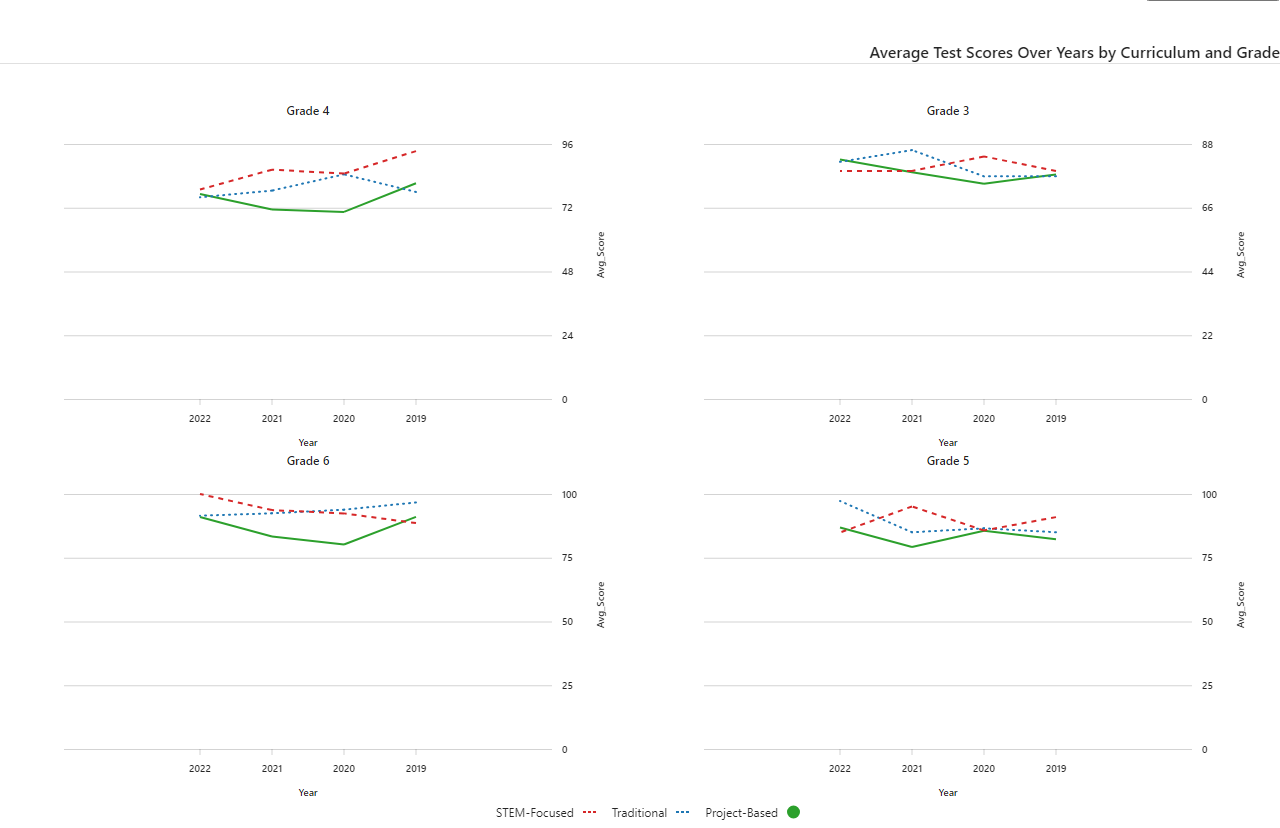 Average Test Scores Over Years by Curriculum and Grade
Grade 4
96
72
48
24
0
Avg_Score
2022 2021 2020 2019
Year
Grade 3
88
66
44
22
0
Avg_Score
2022 2021 2020 2019
Year
Grade 6
100
75
50
25
0
Avg_Score
2022 2021 2020 2019
Year
Grade 5
100
75
50
25
0
Avg_Score
2022 2021 2020 2019
Year
STEM-Focused Traditional Project-Based